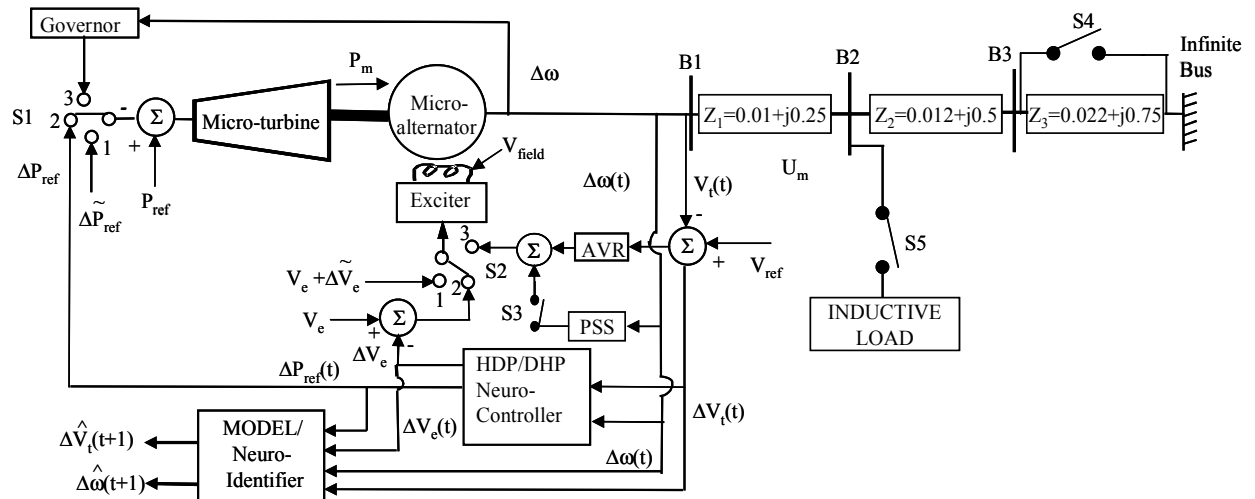 Governor
S1
3
2
1
-
+
Σ
ΔP_ref
ΔP̃_ref
P_ref
Micro-turbine
P_m
Micro-
alternator
Δω
V_field
Exciter
B1
Z₁=0.01+j0.25
B2
Z₂=0.012+j0.5
B3
Z₃=0.022+j0.75
S4
Infinite
Bus
U_m
Δω(t)
V_t(t)
-
Σ
+
V_ref
AVR
Σ
3
S2
2
1
V_e + ΔṼ_e
V_e
+
Σ
-
ΔV_e
S3
PSS
S5
INDUCTIVE
LOAD
ΔP_ref(t)
HDP/DHP
Neuro-
Controller
ΔV_e(t)
ΔV_t(t)
Δω(t)
MODEL/
Neuro-
Identifier
ΔV̂_t(t+1)
Δω̂(t+1)